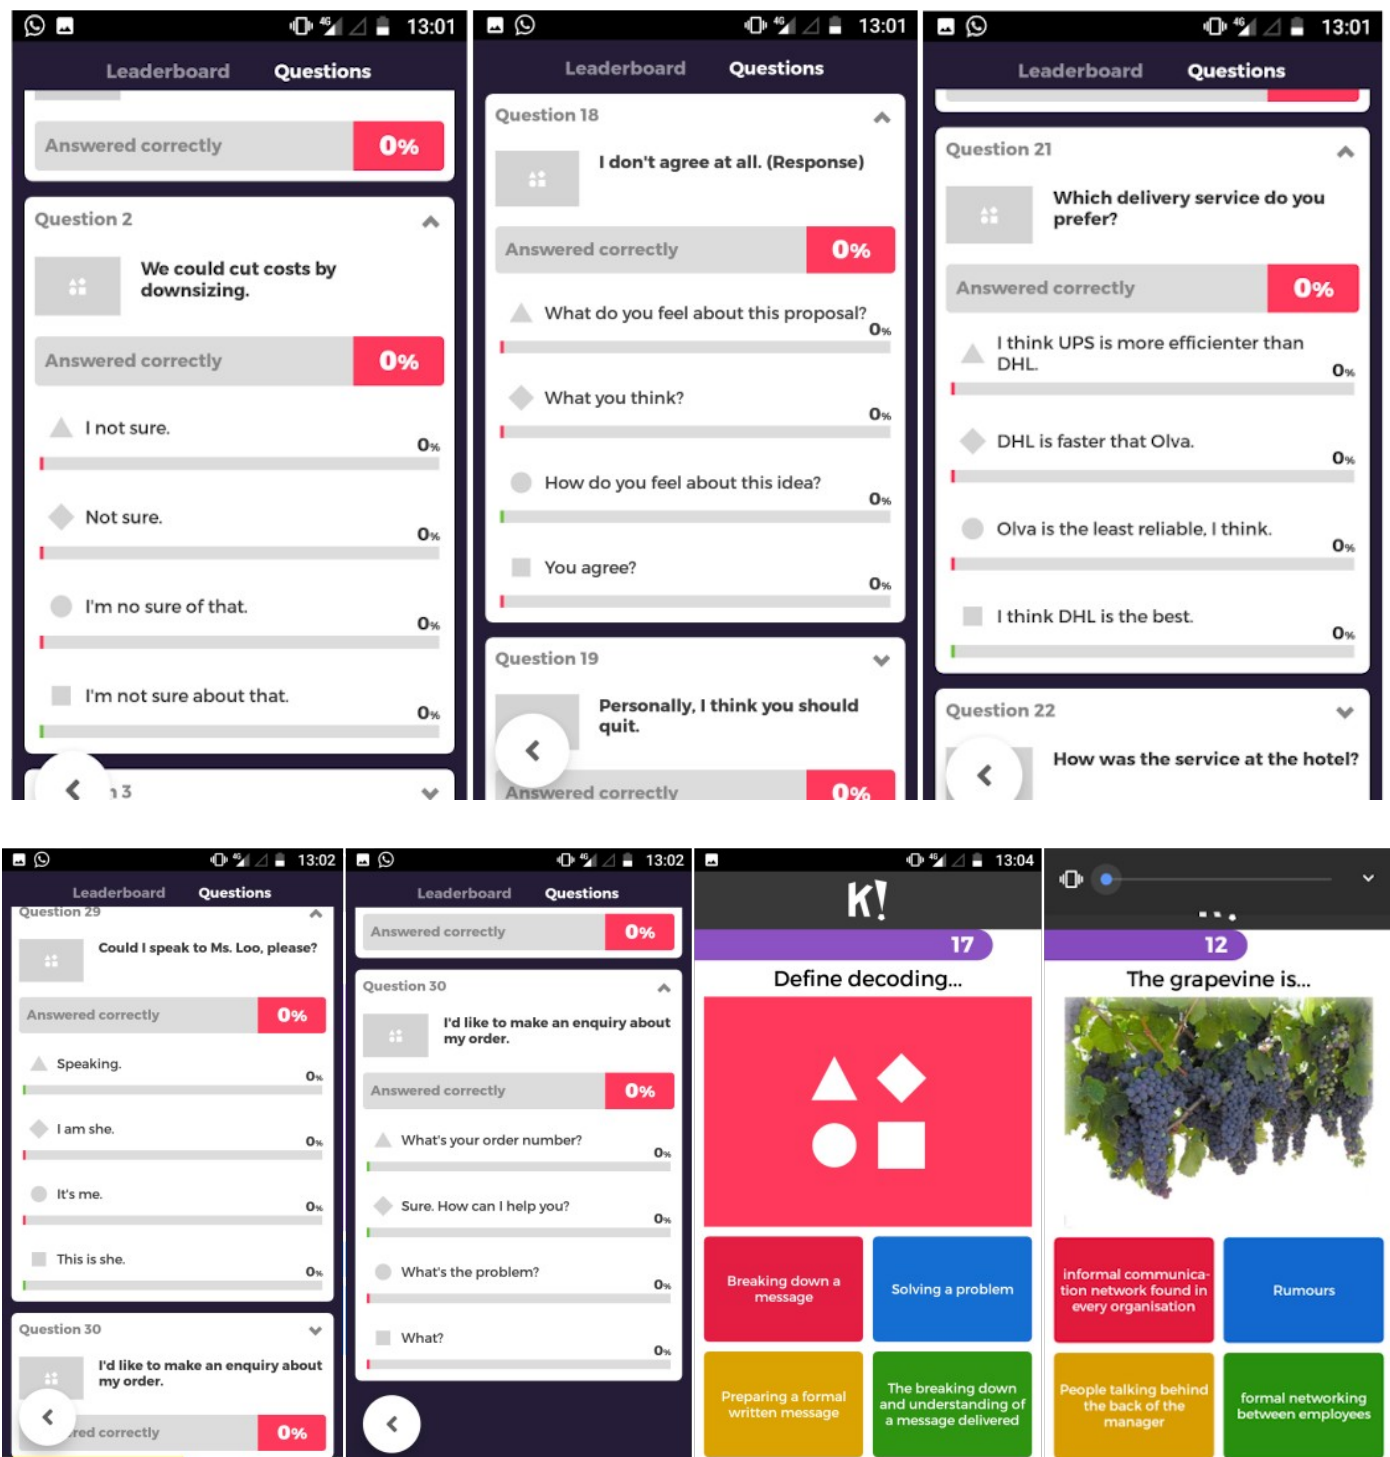 13:01
Leaderboard Questions
Answered correctly 0%
Question 2
We could cut costs by
downsizing.
Answered correctly 0%
I not sure.
0%
Not sure.
0%
I'm no sure of that.
0%
I'm not sure about that.
0%
n 3
13:01
Leaderboard Questions
Question 18
I don't agree at all. (Response)
Answered correctly 0%
What do you feel about this proposal?
0%
What you think?
0%
How do you feel about this idea?
0%
You agree?
0%
Question 19
Personally, I think you should
quit.
Answered correctly 0%
13:01
Leaderboard Questions
Question 21
Which delivery service do you
prefer?
Answered correctly 0%
I think UPS is more efficienter than
DHL.
0%
DHL is faster that Olva.
0%
Olva is the least reliable, I think.
0%
I think DHL is the best.
0%
Question 22
How was the service at the hotel?
13:02
Leaderboard Questions
Question 29
Could I speak to Ms. Loo, please?
Answered correctly 0%
Speaking.
0%
I am she.
0%
It's me.
0%
This is she.
0%
Question 30
I'd like to make an enquiry about
my order.
red correctly 0%
13:02
Leaderboard Questions
Answered correctly 0%
Question 30
I'd like to make an enquiry about
my order.
Answered correctly 0%
What's your order number?
0%
Sure. How can I help you?
0%
What's the problem?
0%
What?
0%
4G 13:04
K!
17
Define decoding...
Breaking down a
message
Solving a problem
Preparing a formal
written message
The breaking down
and understanding of
a message delivered
12
The grapevine is...
informal communica-
tion network found in
every organisation
Rumours
People talking behind
the back of the
manager
formal networking
between employees